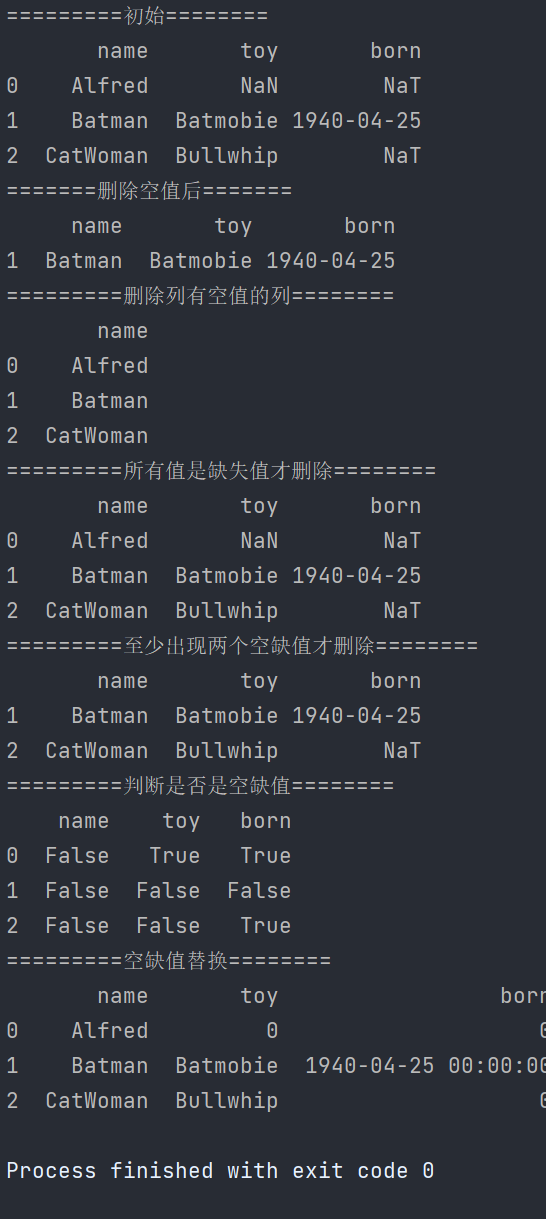 =========初始========
       name       toy       born
0    Alfred       NaN        NaT
1    Batman  Batmobie 1940-04-25
2  CatWoman  Bullwhip        NaT
=======删除空值后=======
     name       toy       born
1  Batman  Batmobie 1940-04-25
=========删除列有空值的列========
       name
0    Alfred
1    Batman
2  CatWoman
=========所有值是缺失值才删除========
       name       toy       born
0    Alfred       NaN        NaT
1    Batman  Batmobie 1940-04-25
2  CatWoman  Bullwhip        NaT
=========至少出现两个空缺值才删除========
       name       toy       born
1    Batman  Batmobie 1940-04-25
2  CatWoman  Bullwhip        NaT
=========判断是否是空缺值========
    name    toy   born
0  False   True   True
1  False  False  False
2  False  False   True
=========空缺值替换========
       name       toy                 born
0    Alfred         0                    0
1    Batman  Batmobie  1940-04-25 00:00:00
2  CatWoman  Bullwhip                    0
Process finished with exit code 0